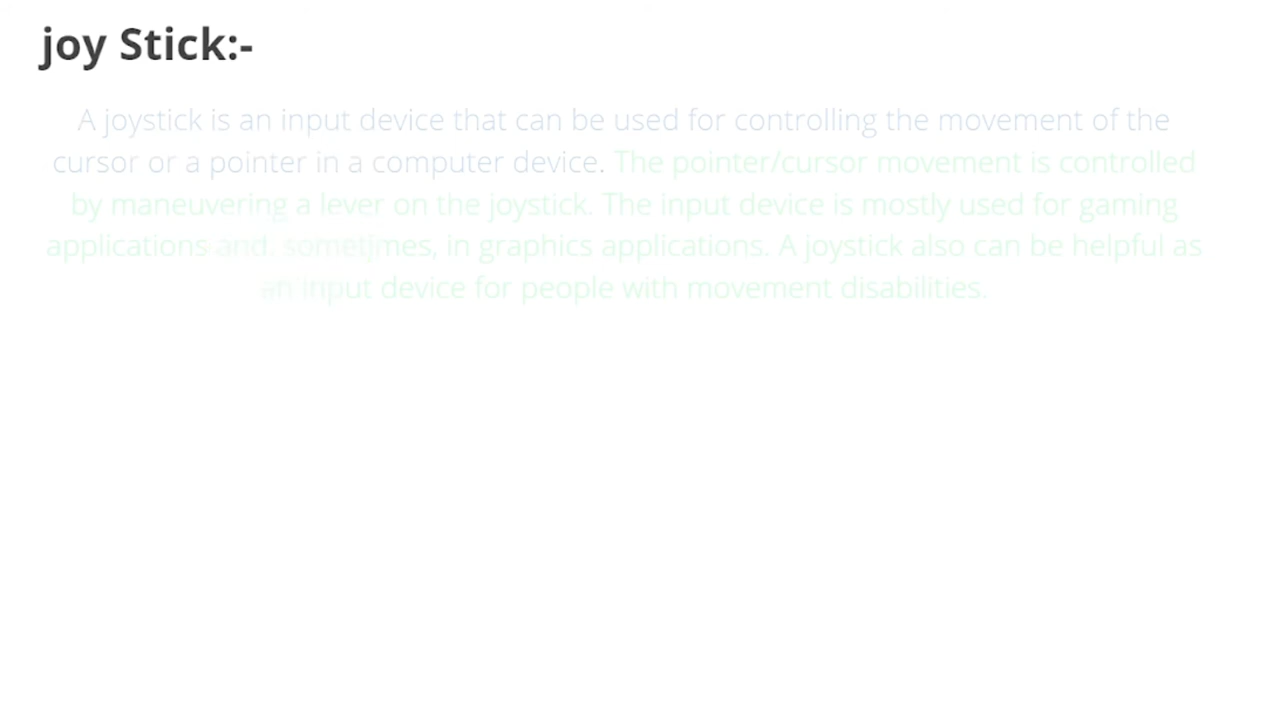 joy Stick:-
A joystick is an input device that can be used for controlling the movement of the
cursor or a pointer in a computer device. The pointer/cursor movement is controlled
by maneuvering a lever on the joystick. The input device is mostly used for gaming
applications and, sometimes, in graphics applications. A joystick also can be helpful as
an input device for people with movement disabilities.